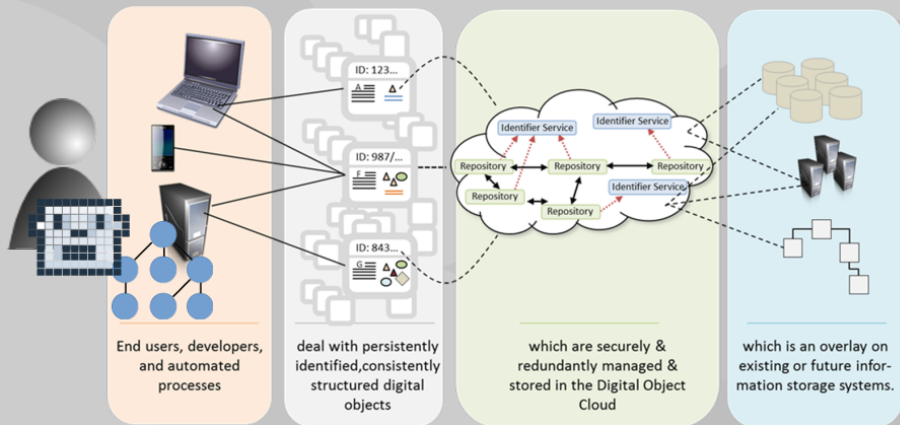 ID: 123...
A
ID: 987/...
F
ID: 843...
G
Identifier Service
Identifier Service
Repository
Repository
Repository
Repository
Identifier Service
Repository
End users, developers,
and automated
processes
deal with persistently
identified,consistently
structured digital
objects
which are securely &
redundantly managed &
stored in the Digital Object
Cloud
which is an overlay on
existing or future infor-
mation storage systems.